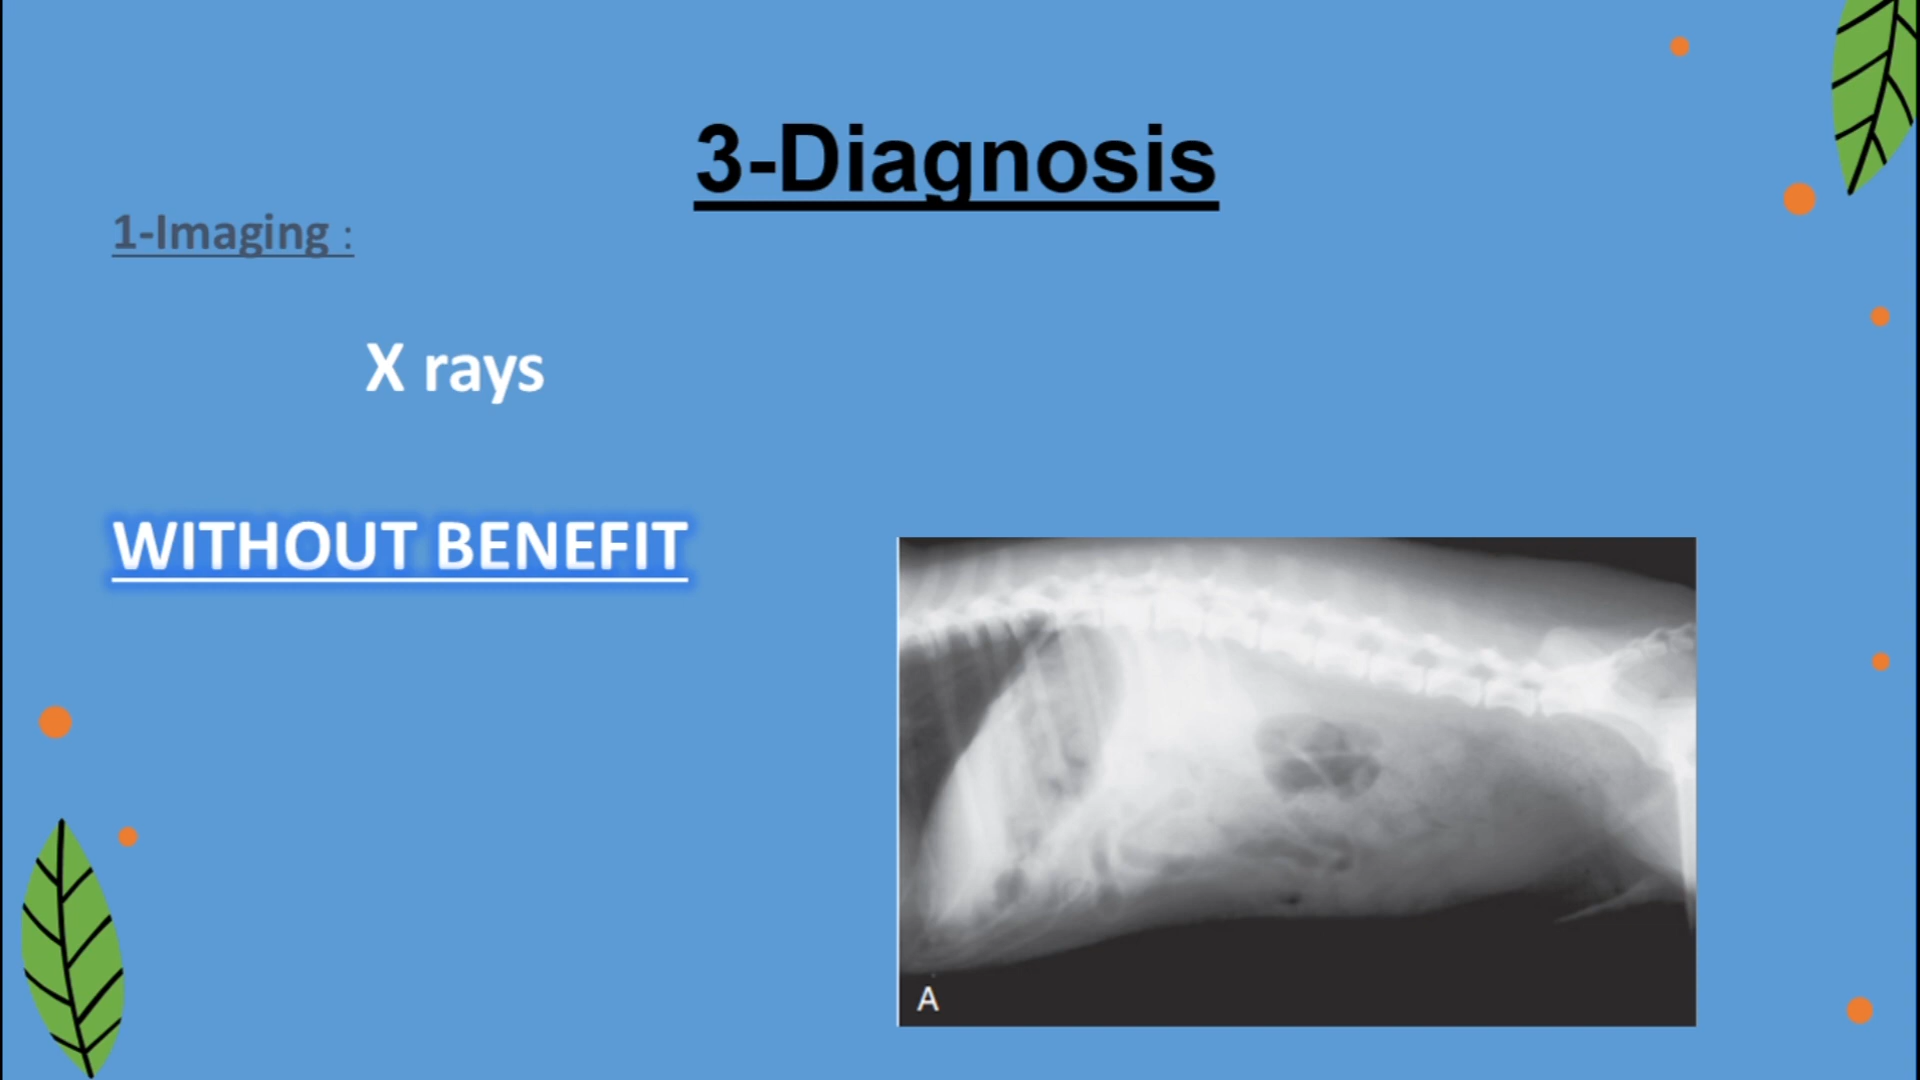 3-Diagnosis
1-Imaging :
X rays
WITHOUT BENEFIT
A